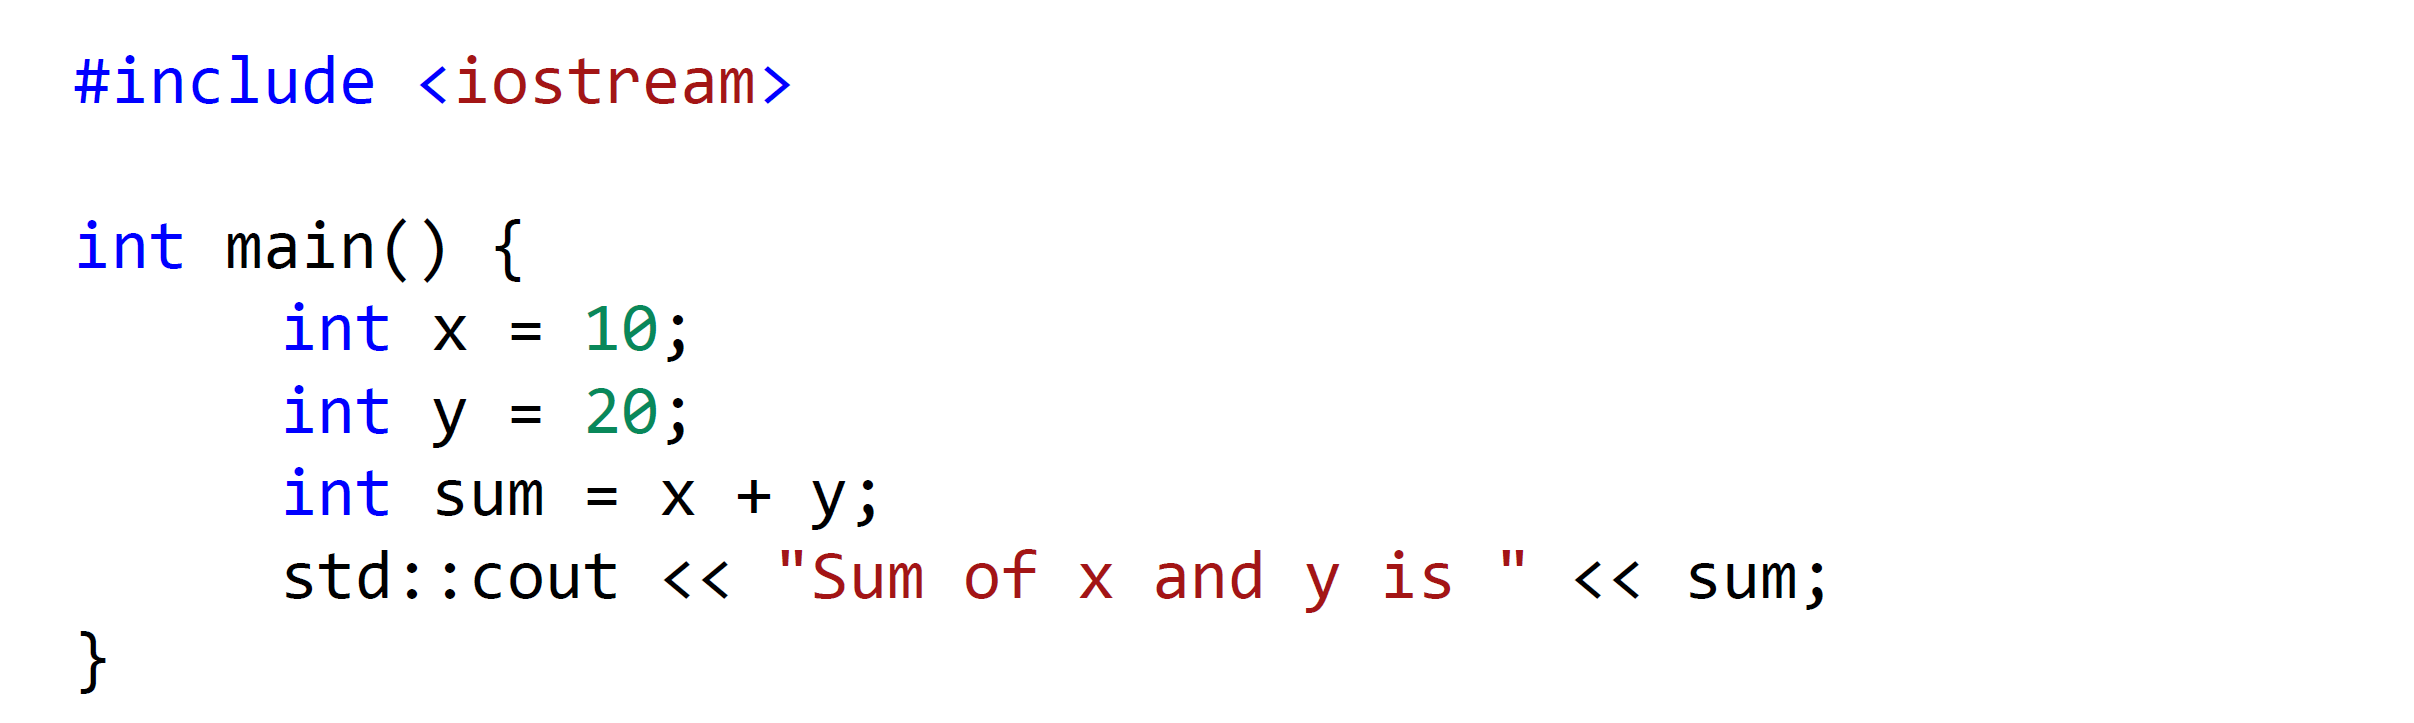 #include <iostream>
int main() {
int x = 10;
int y = 20;
int sum = x + y;
std::cout << "Sum of x and y is " << sum;
}